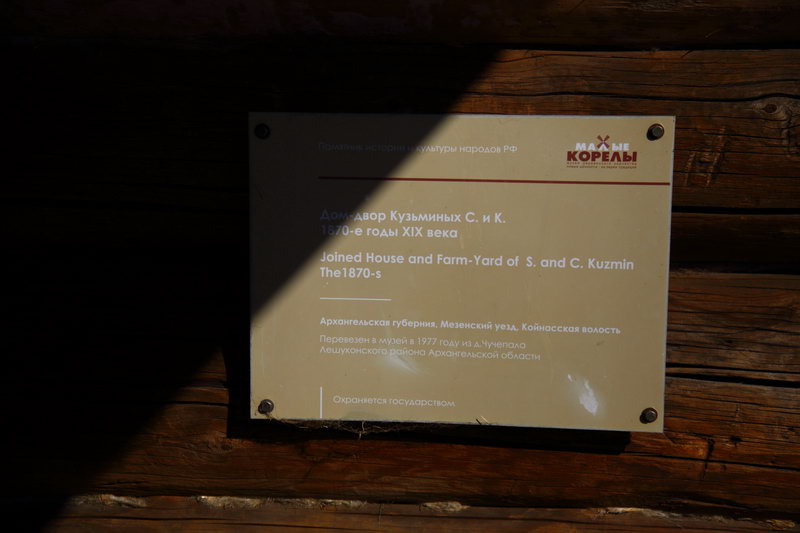 Памятник истории и культуры народов РФ
МАЛЫЕ
КОРЕЛЫ
Дом-двор Кузьминых С. и К.
1870-е годы XIX века
Joined House and Farm-Yard of S. and C. Kuzmin
The1870-s
Архангельская губерния, Мезенский уезд, Койнасская волость
Перевезен в музей в 1977 году из д.Чучепала
Лешуконского района Архангельской области
Охраняется государством